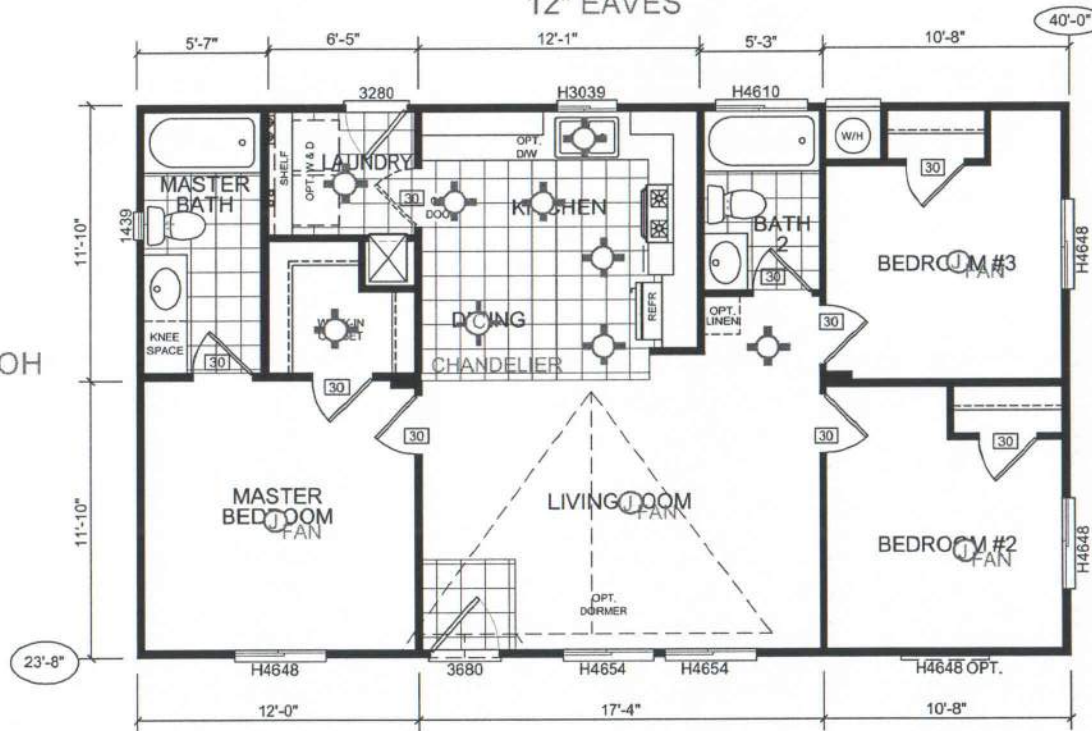 12" EAVES
40'-0"
5'-7"
6'-5"
12'-1"
5'-3"
10'-8"
3280
H3039
H4610
W/H
OPT.
D/W
SHELF
OPT. W & D
LAUNDRY
30
30
MASTER
BATH
KITCHEN
BATH
2
1439
11'-10"
H4648
BEDROOM #3
J
FAN
30
REFR
OPT.
LINEN
DINING
C
CHANDELIER
WALK-IN
CLOSET
KNEE
SPACE
30
30
30
OH
30
30
30
MASTER
BEDROOM
J
FAN
LIVING ROOM
J
FAN
BEDROOM #2
J
FAN
H4648
11'-10"
OPT.
DORMER
23'-8"
H4648
3680
H4654
H4654
H4648 OPT.
12'-0"
17'-4"
10'-8"